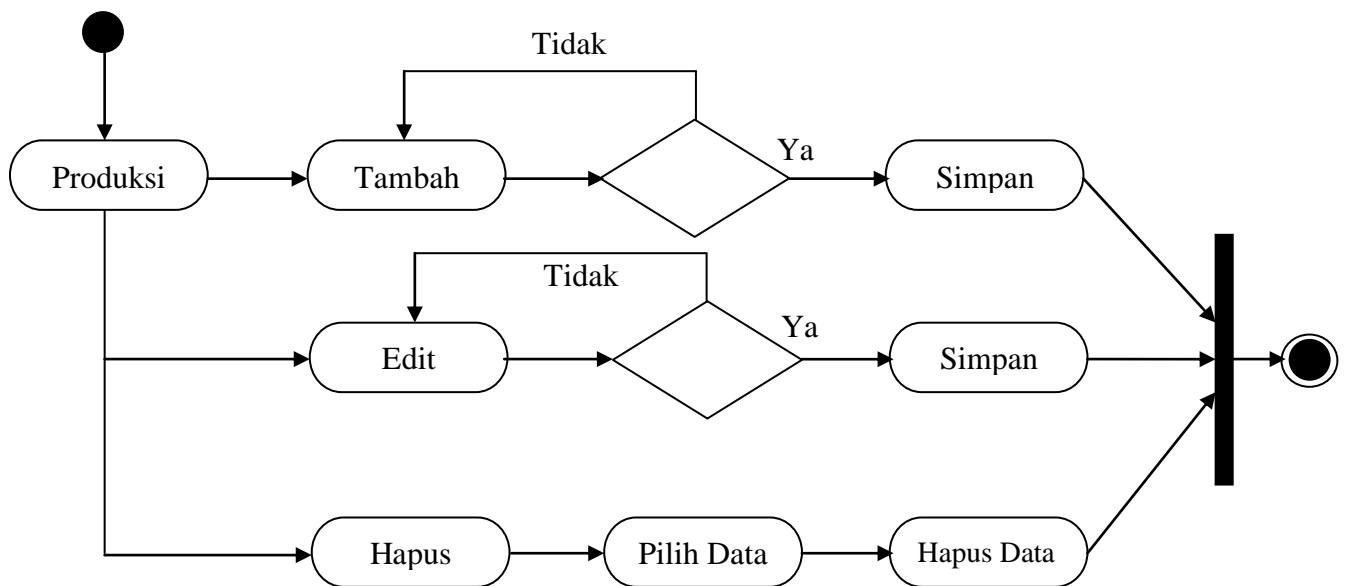 Tidak
Produksi
Tambah
Ya
Simpan
Tidak
Edit
Ya
Simpan
Hapus
Pilih Data
Hapus Data